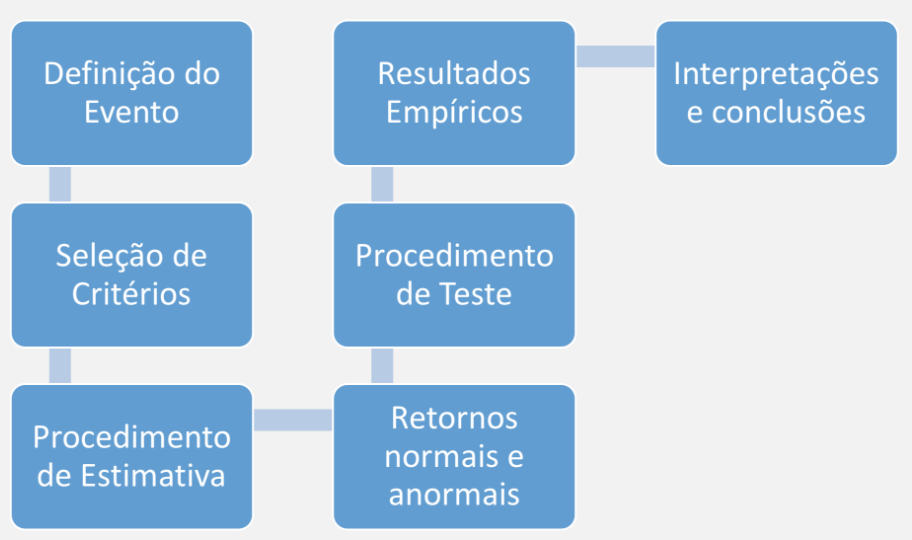 Definição do
Evento
Seleção de
Critérios
Procedimento
de Estimativa
Retornos
normais e
anormais
Procedimento
de Teste
Resultados
Empíricos
Interpretações
e conclusões